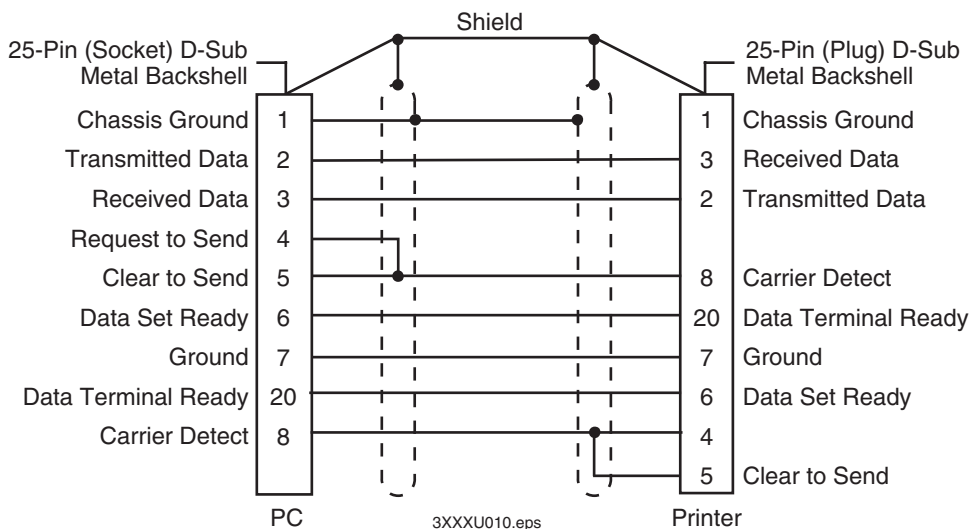 Shield
25-Pin (Socket) D-Sub
Metal Backshell
25-Pin (Plug) D-Sub
Metal Backshell
Chassis Ground 1 1 Chassis Ground
Transmitted Data 2 3 Received Data
Received Data 3 2 Transmitted Data
Request to Send 4
Clear to Send 5 8 Carrier Detect
Data Set Ready 6 20 Data Terminal Ready
Ground 7 7 Ground
Data Terminal Ready 20 6 Data Set Ready
Carrier Detect 8 4
5 Clear to Send
PC 3XXXU010.eps Printer